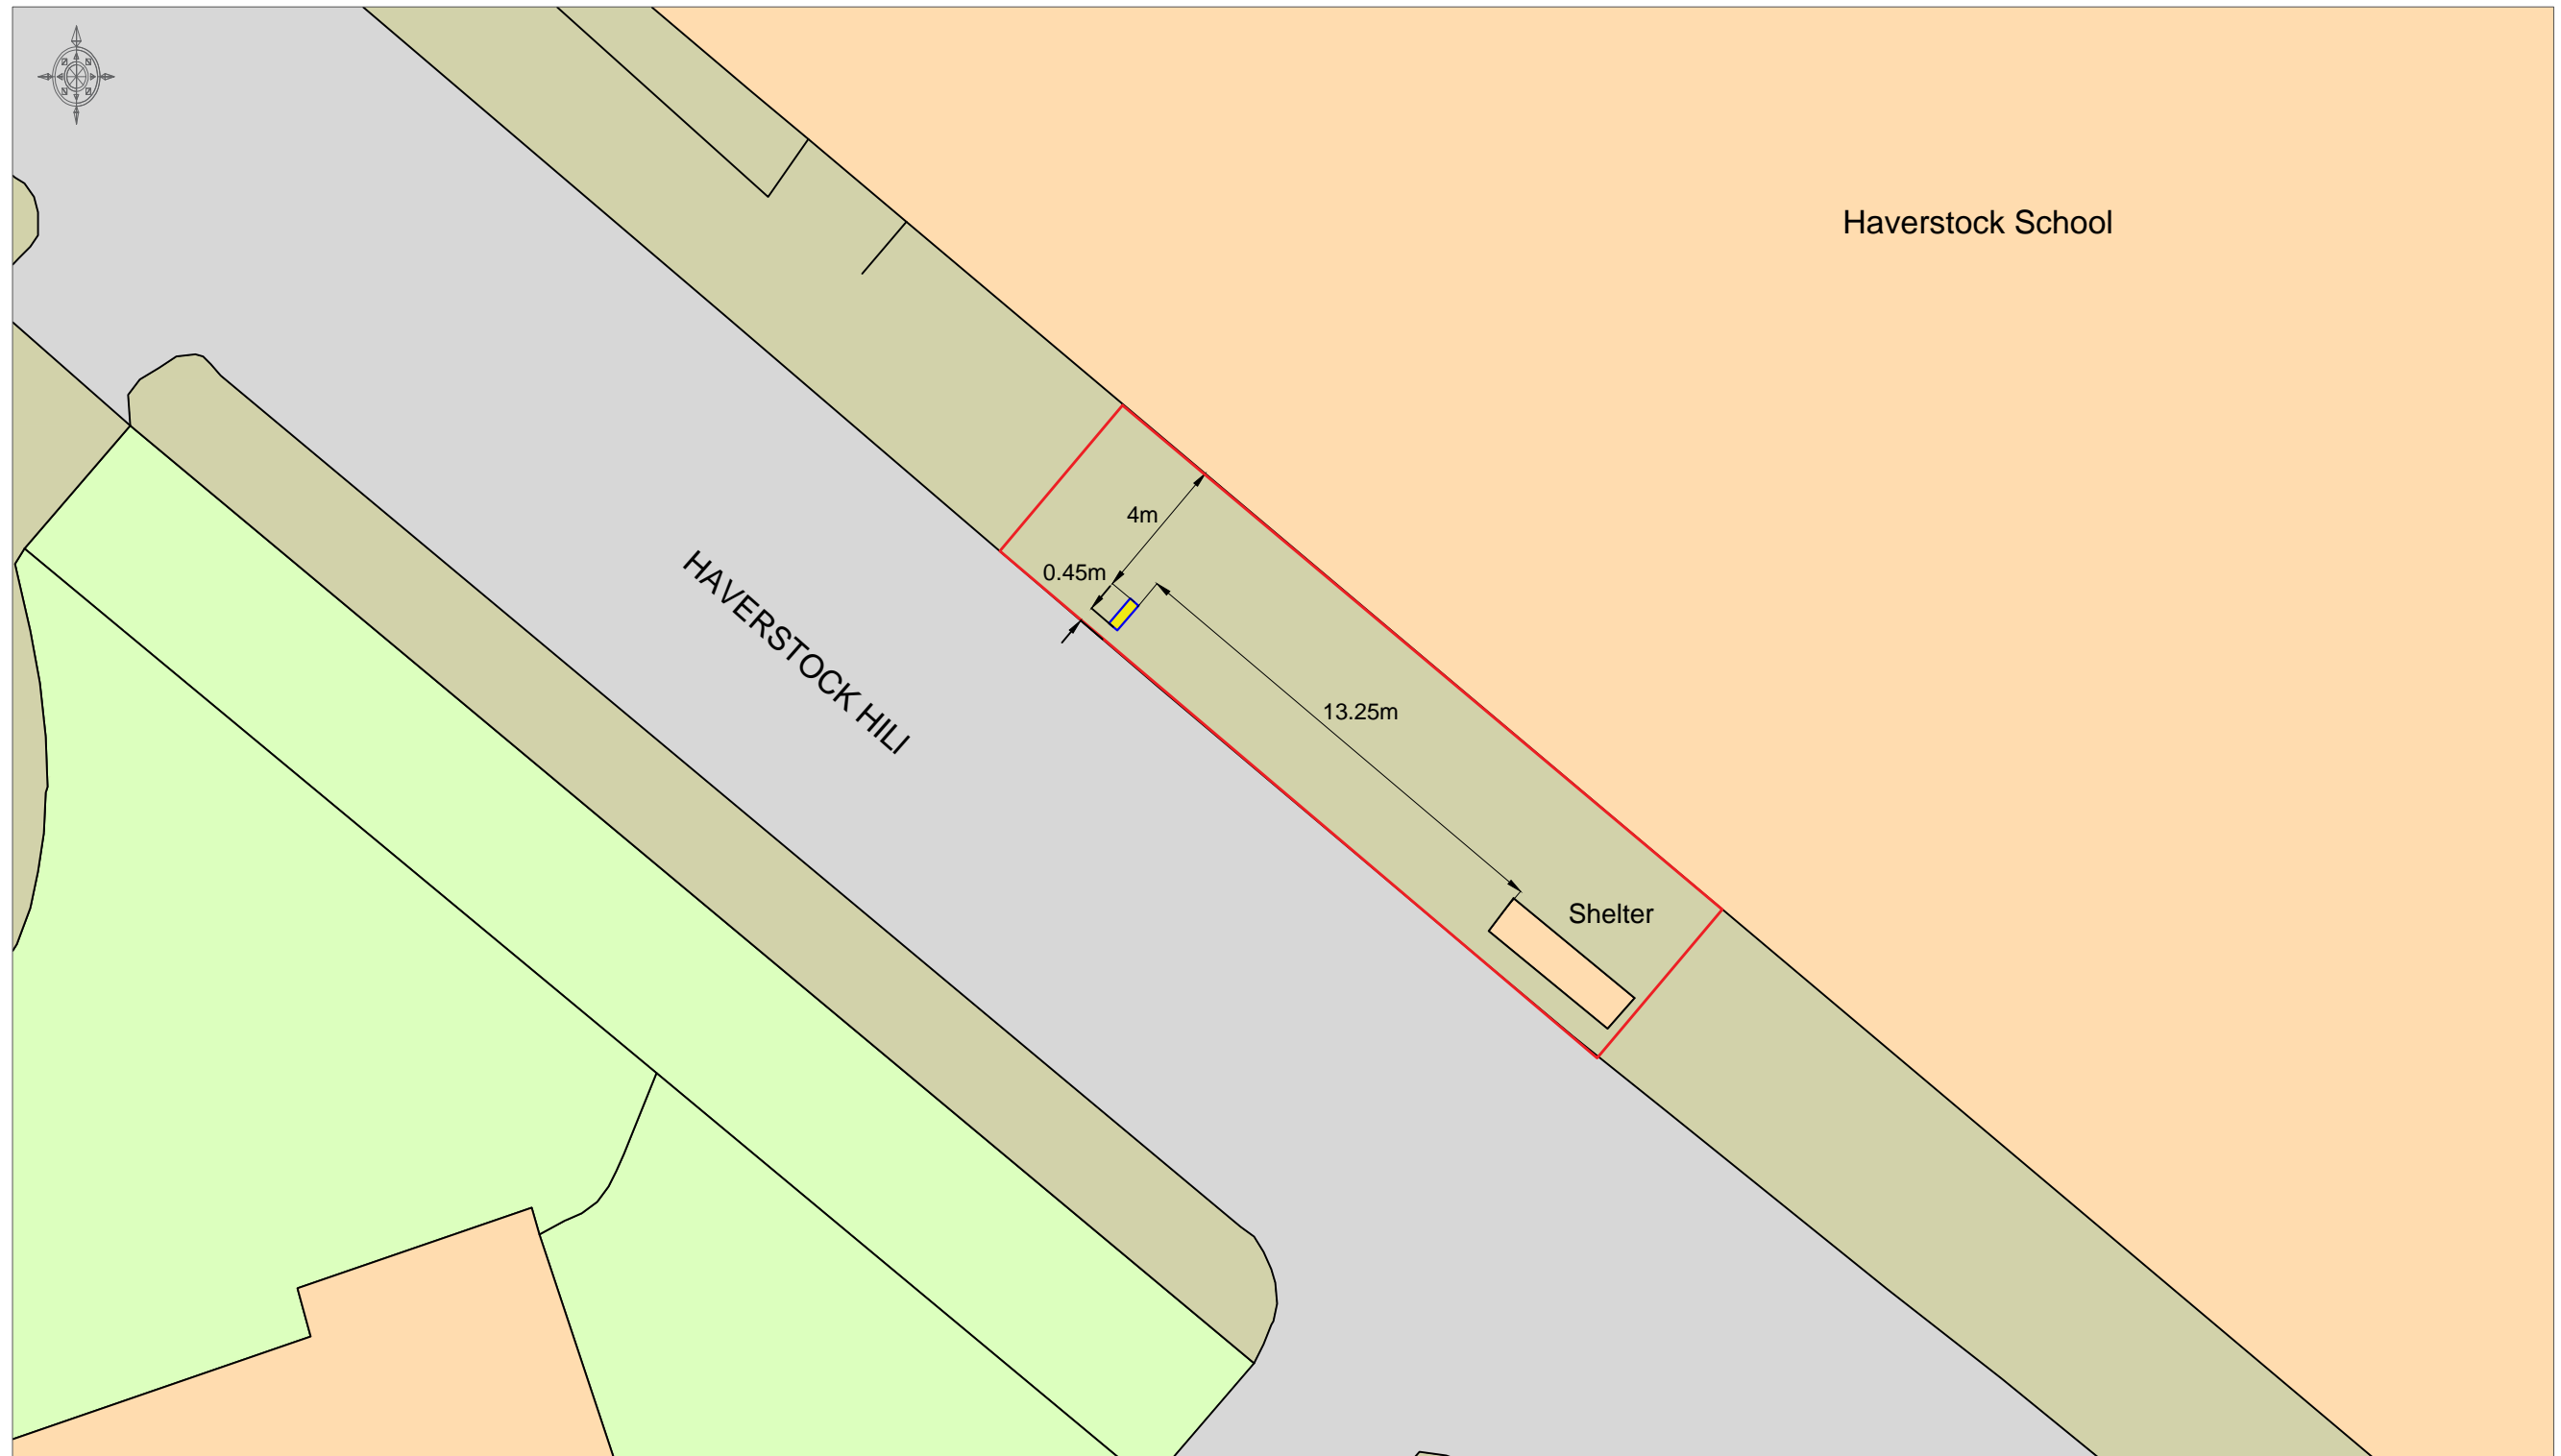 Haverstock School
4m
0.45m
HAVERSTOCK HILl
13.25m
Shelter